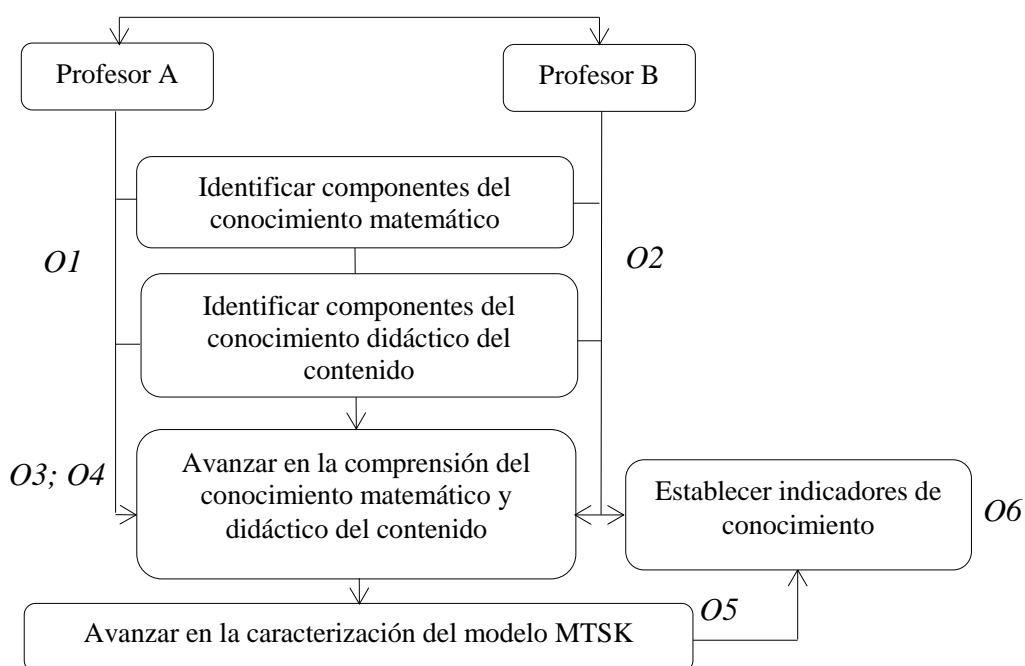 Profesor A
Profesor B
Identificar componentes del
conocimiento matemático
O1
O2
Identificar componentes del
conocimiento didáctico del
contenido
O3; O4
Avanzar en la comprensión del
conocimiento matemático y
didáctico del contenido
Establecer indicadores de
conocimiento
O6
O5
Avanzar en la caracterización del modelo MTSK